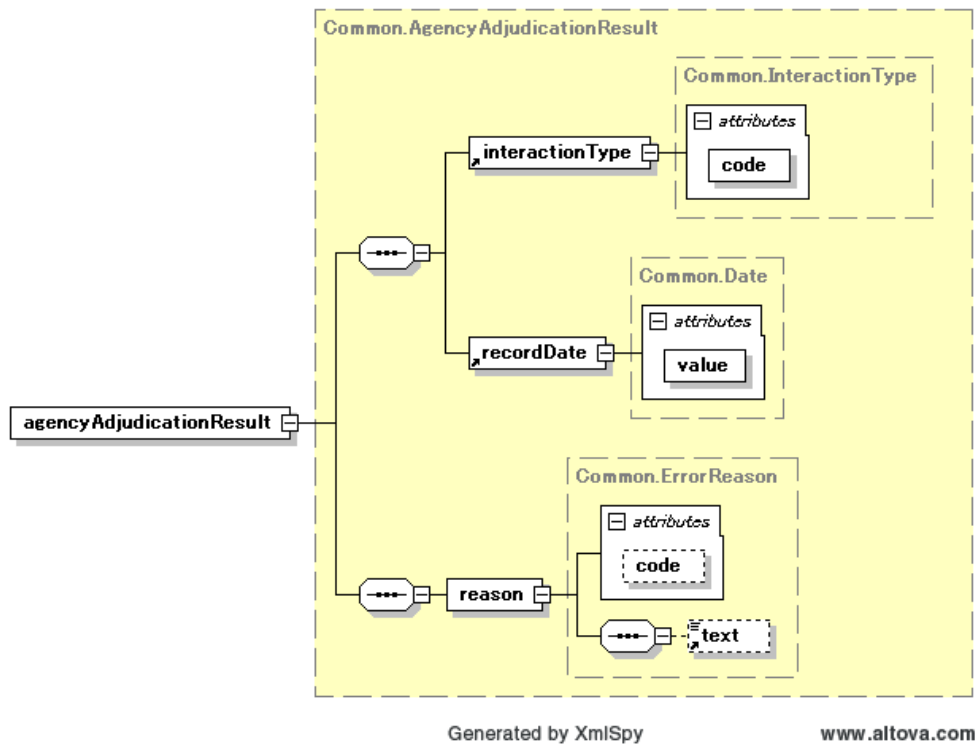 Common.AgencyAdjudicationResult
Common.InteractionType
attributes
interactionType
code
Common.Date
attributes
recordDate
value
agencyAdjudicationResult
Common.ErrorReason
attributes
code
reason
text
Generated by XmlSpy
www.altova.com